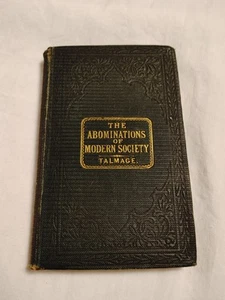 THE
ABOMINATIONS
OF
MODERN SOCIETY
TALMAGE.